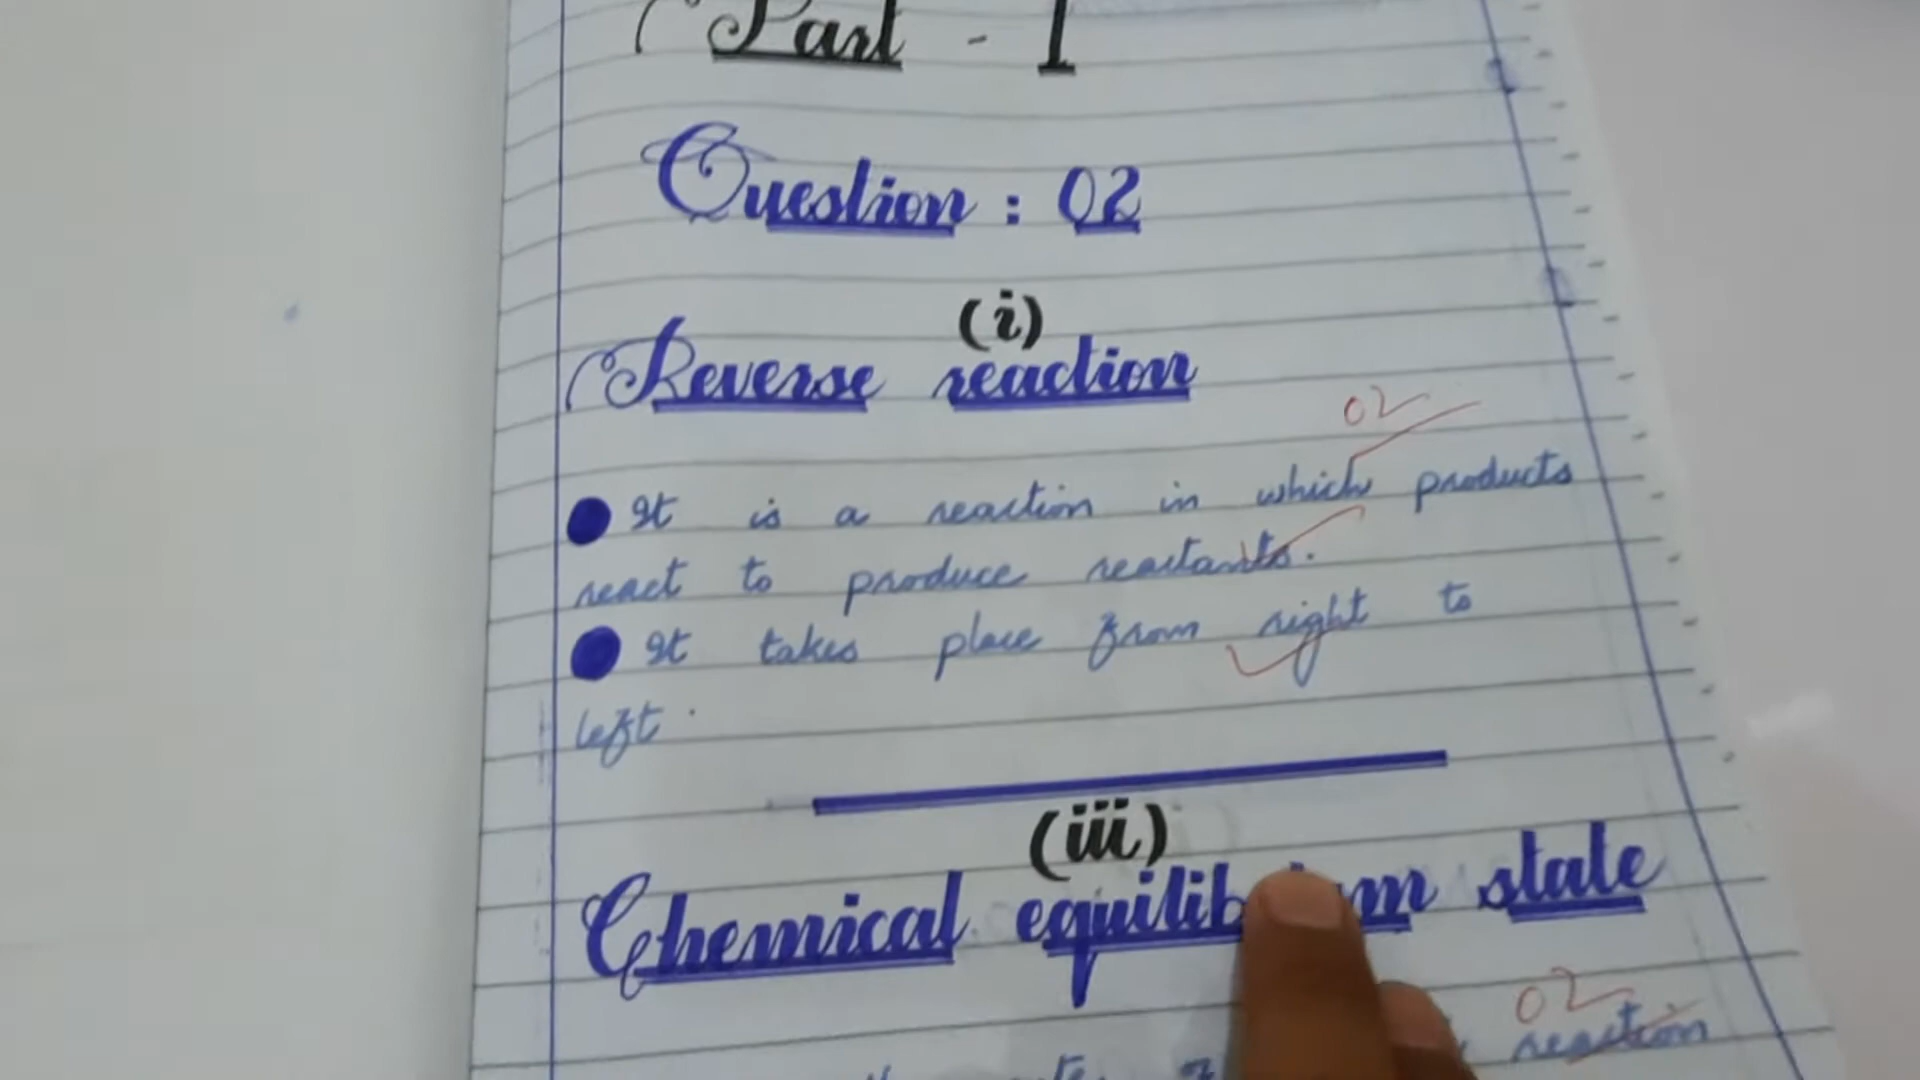 Part - I
Question : 02
(i)
Reverse reaction
02
It is a reaction in which products
react to produce reactants.
It takes place from right to
left.
(iii)
Chemical equilibrium state
02
reaction